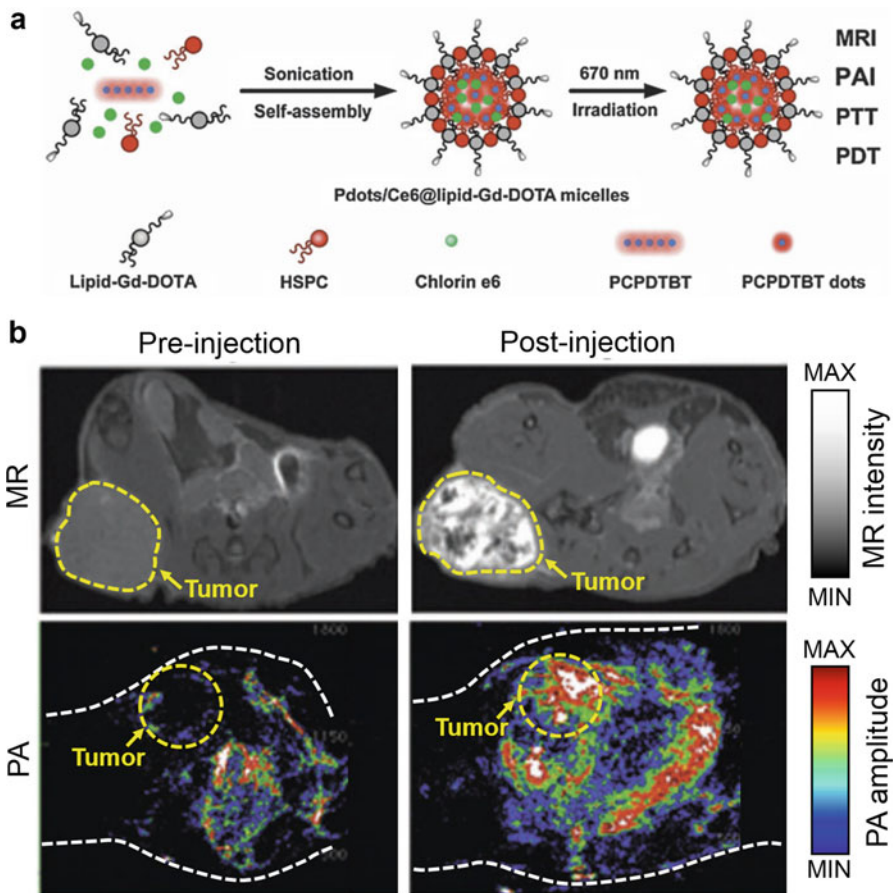 a
Sonication
Self-assembly
670 nm
Irradiation
MRI
PAI
PTT
PDT
Pdots/Ce6@lipid-Gd-DOTA micelles
Lipid-Gd-DOTA
HSPC
Chlorin e6
PCPDTBT
PCPDTBT dots
b
Pre-injection
Post-injection
MR
Tumor
Tumor
MAX
MR intensity
MIN
PA
Tumor
Tumor
MAX
PA amplitude
MIN